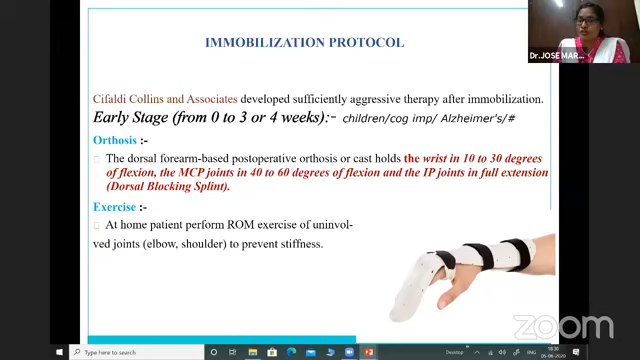 IMMOBILIZATION PROTOCOL
Dr.JOSE MAR...
Cifaldi Collins and Associates developed sufficiently aggressive therapy after immobilization.
Early Stage (from 0 to 3 or 4 weeks):- children/cog imp/ Alzheimer's/#
Orthosis :-
The dorsal forearm-based postoperative orthosis or cast holds the wrist in 10 to 30 degrees
of flexion, the MCP joints in 40 to 60 degrees of flexion and the IP joints in full extension
(Dorsal Blocking Splint).
Exercise :-
At home patient perform ROM exercise of uninvol-
ved joints (elbow, shoulder) to prevent stiffness.
zoom
Type here to search
Desktop
05-06-2020